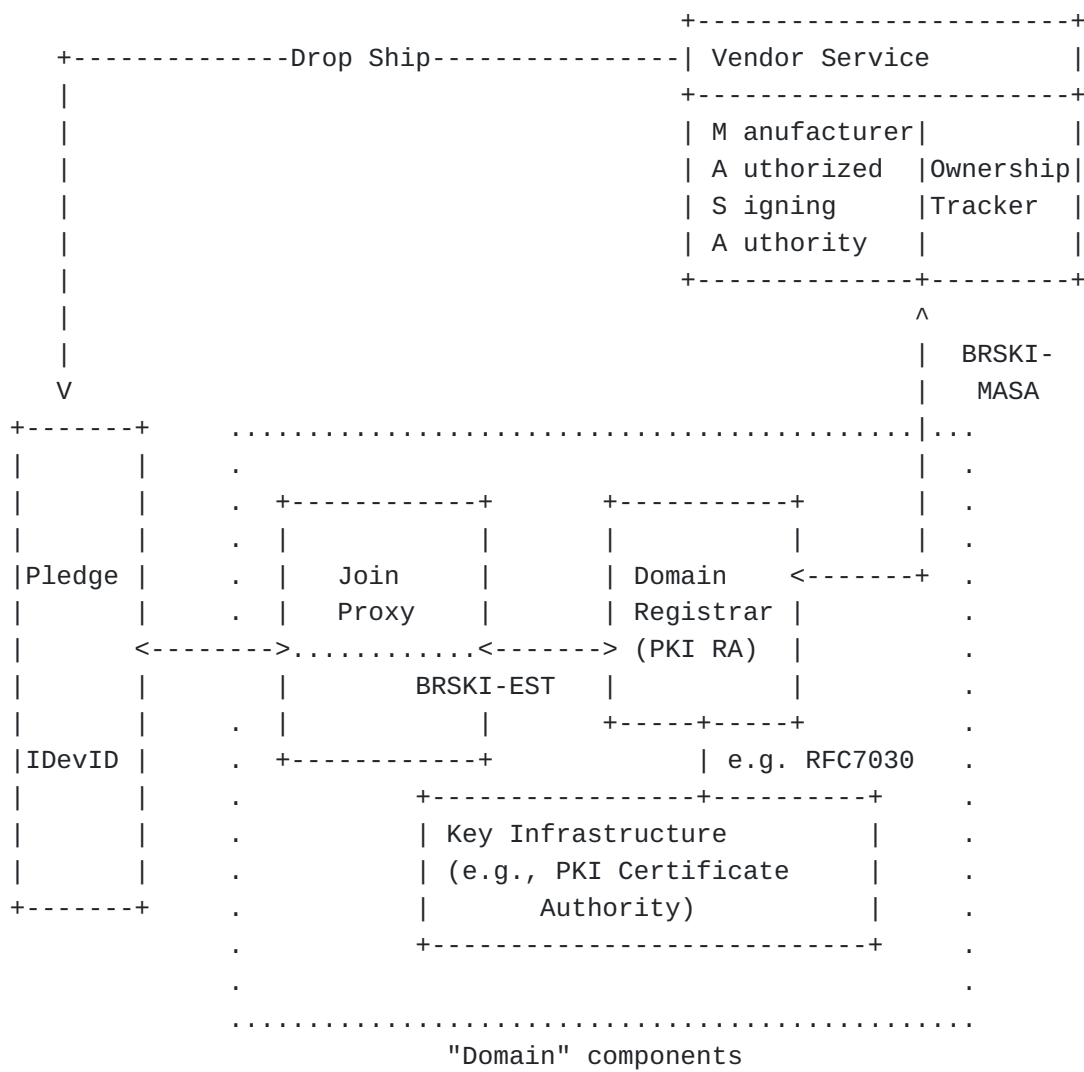 Drop Ship
Vendor Service
M anufacturer
A uthorized
Ownership
S igning
Tracker
A uthority
BRSKI-
V
MASA
Pledge
Join
Domain
Proxy
Registrar
(PKI RA)
BRSKI-EST
IDevID
e.g. RFC7030
Key Infrastructure
(e.g., PKI Certificate
Authority)
"Domain" components